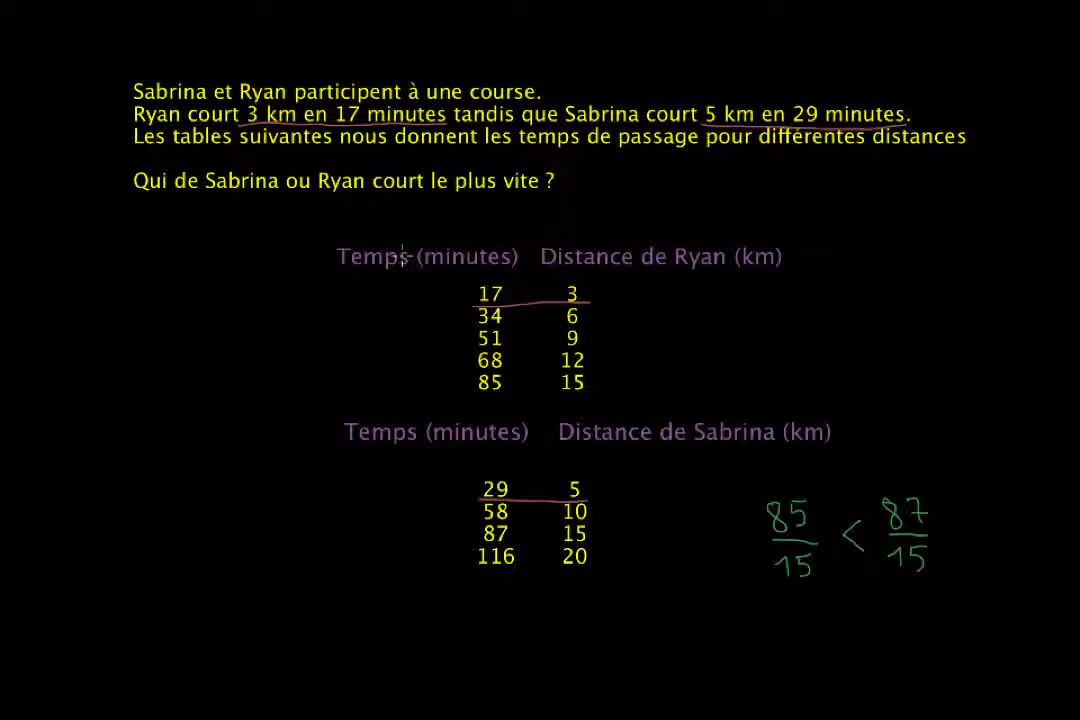 Sabrina et Ryan participent à une course.
Ryan court 3 km en 17 minutes tandis que Sabrina court 5 km en 29 minutes.
Les tables suivantes nous donnent les temps de passage pour différentes distances
Qui de Sabrina ou Ryan court le plus vite ?
Temps (minutes) Distance de Ryan (km)
17 3
34 6
51 9
68 12
85 15
Temps (minutes) Distance de Sabrina (km)
29 5
58 10
87 15
116 20
85/15 < 87/15